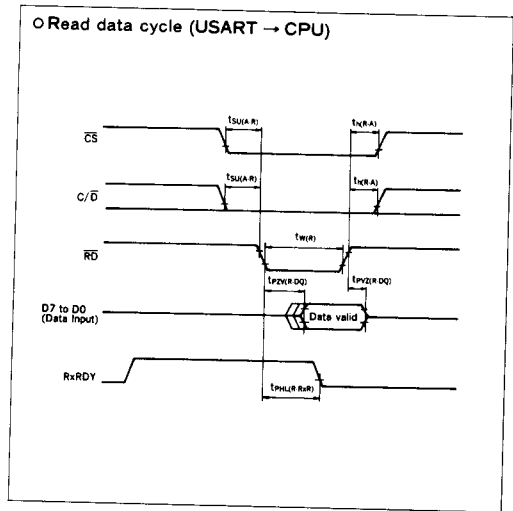 ○ Read data cycle (USART → CPU)
tSU(A-R) th(R-A)
CS
tSU(A-R) th(R-A)
C/D
tW(R)
RD
tPZV(R-DQ) tPVZ(R-DQ)
D7 to D0
(Data Input)
Data valid
RxRDY
tPHL(R-RxR)